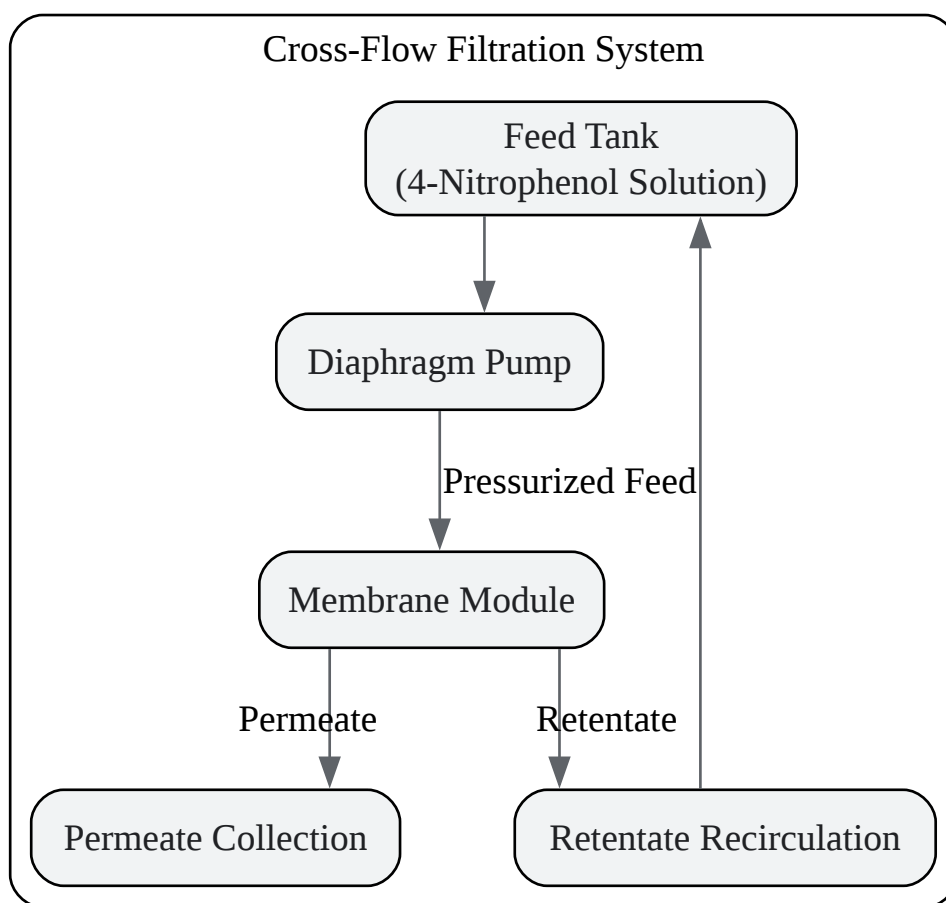 Cross-Flow Filtration System
Feed Tank
(4-Nitrophenol Solution)
Diaphragm Pump
Pressurized Feed
Membrane Module
Permeate
Retentate
Permeate Collection
Retentate Recirculation